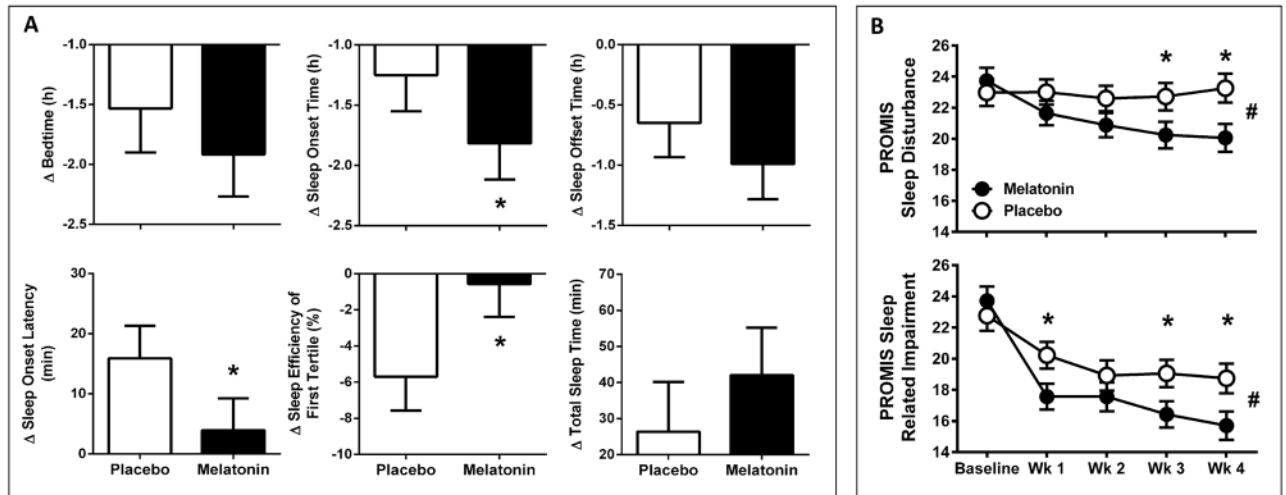 A
-1.0
-1.5
-2.0
-2.5
Δ Bedtime (h)
-1.0
-1.5
-2.0
-2.5
Δ Sleep Onset Time (h)
*
0.0
-0.5
-1.0
-1.5
Δ Sleep Offset Time (h)
30
20
10
0
Δ Sleep Onset Latency
(min)
*
Placebo
Melatonin
0
-2
-4
-6
-8
-10
Δ Sleep Efficiency of
First Tertile (%)
*
Placebo
Melatonin
80
70
60
50
40
30
20
Δ Total Sleep Time (min)
Placebo
Melatonin
B
26
24
22
20
18
16
14
PROMIS
Sleep Disturbance
* *
#
Melatonin
Placebo
26
24
22
20
18
16
14
PROMIS Sleep
Related Impairment
* * *
#
Baseline Wk 1 Wk 2 Wk 3 Wk 4